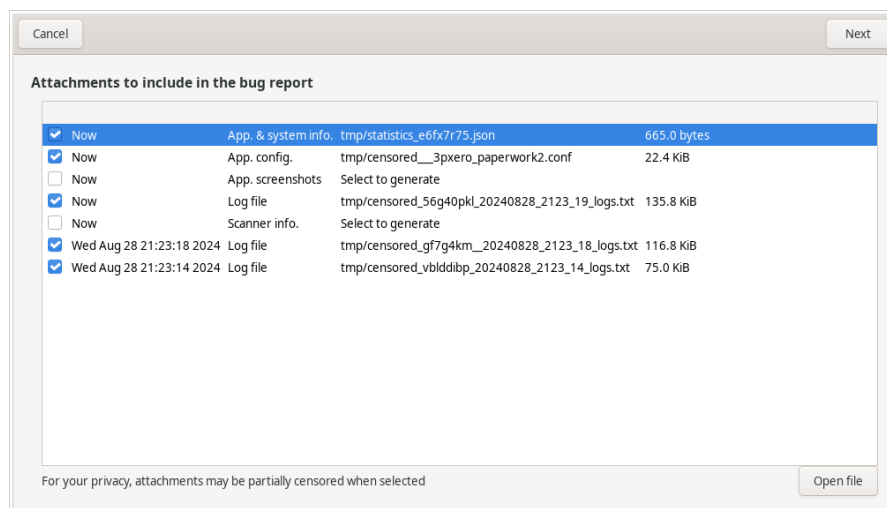 Cancel Next
Attachments to include in the bug report
Now App. & system info. tmp/statistics_e6fx7r75.json 665.0 bytes
Now App. config. tmp/censored___3pxero_paperwork2.conf 22.4 KiB
Now App. screenshots Select to generate
Now Log file tmp/censored_56g40pkl_20240828_2123_19_logs.txt 135.8 KiB
Now Scanner info. Select to generate
Wed Aug 28 21:23:18 2024 Log file tmp/censored_gf7g4km__20240828_2123_18_logs.txt 116.8 KiB
Wed Aug 28 21:23:14 2024 Log file tmp/censored_vblddibp_20240828_2123_14_logs.txt 75.0 KiB
For your privacy, attachments may be partially censored when selected Open file